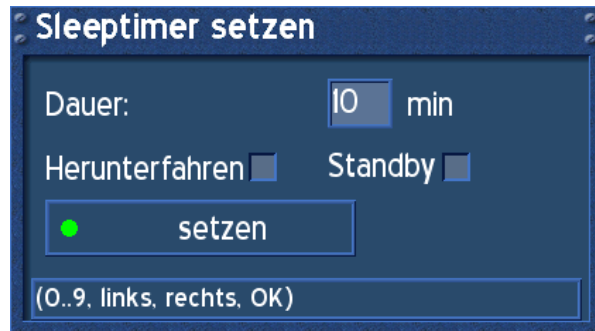 Sleeptimer setzen
Dauer: 10 min
Herunterfahren Standby
setzen
(0..9, links, rechts, OK)